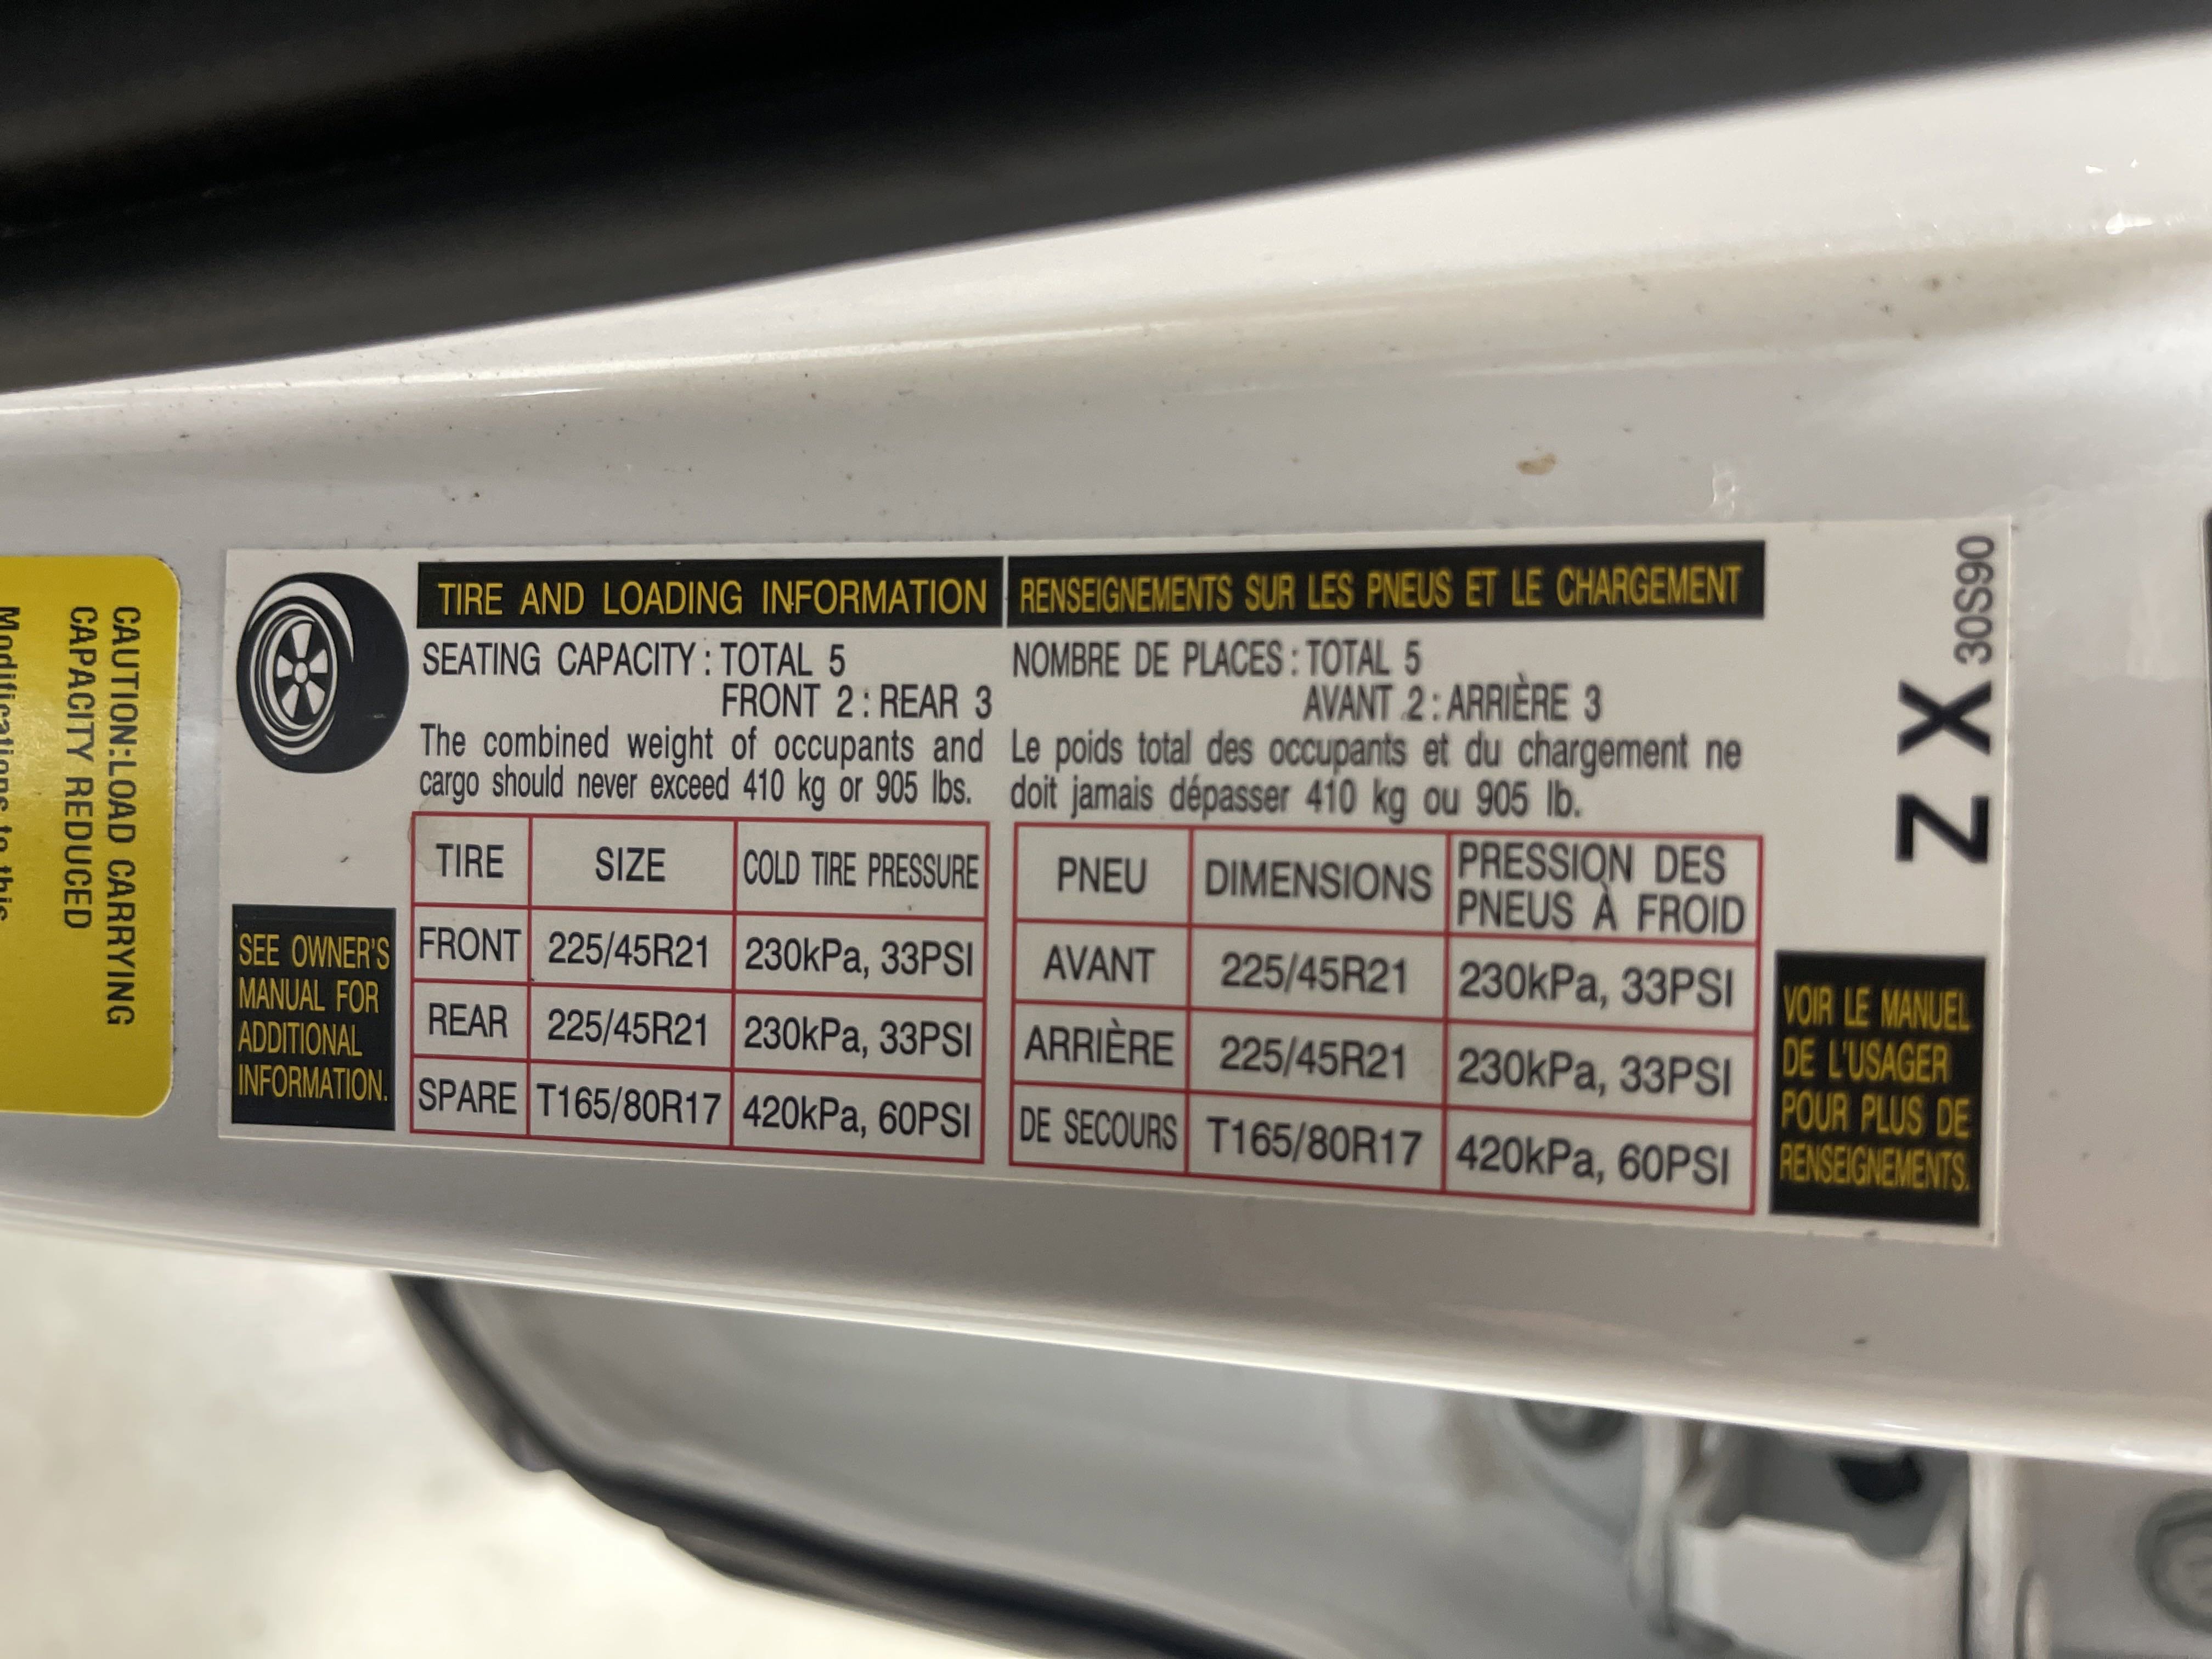 CAUTION:LOAD CARRYING
CAPACITY REDUCED
Modifications to this
TIRE AND LOADING INFORMATION
SEATING CAPACITY : TOTAL 5
FRONT 2 : REAR 3
The combined weight of occupants and
cargo should never exceed 410 kg or 905 lbs.
TIRE SIZE COLD TIRE PRESSURE
FRONT 225/45R21 230kPa, 33PSI
REAR 225/45R21 230kPa, 33PSI
SPARE T165/80R17 420kPa, 60PSI
SEE OWNER'S
MANUAL FOR
ADDITIONAL
INFORMATION.
RENSEIGNEMENTS SUR LES PNEUS ET LE CHARGEMENT
NOMBRE DE PLACES : TOTAL 5
AVANT 2 : ARRIÈRE 3
Le poids total des occupants et du chargement ne
doit jamais dépasser 410 kg ou 905 lb.
PNEU DIMENSIONS PRESSION DES
PNEUS À FROID
AVANT 225/45R21 230kPa, 33PSI
ARRIÈRE 225/45R21 230kPa, 33PSI
DE SECOURS T165/80R17 420kPa, 60PSI
VOIR LE MANUEL
DE L'USAGER
POUR PLUS DE
RENSEIGNEMENTS.
Z X 30S90